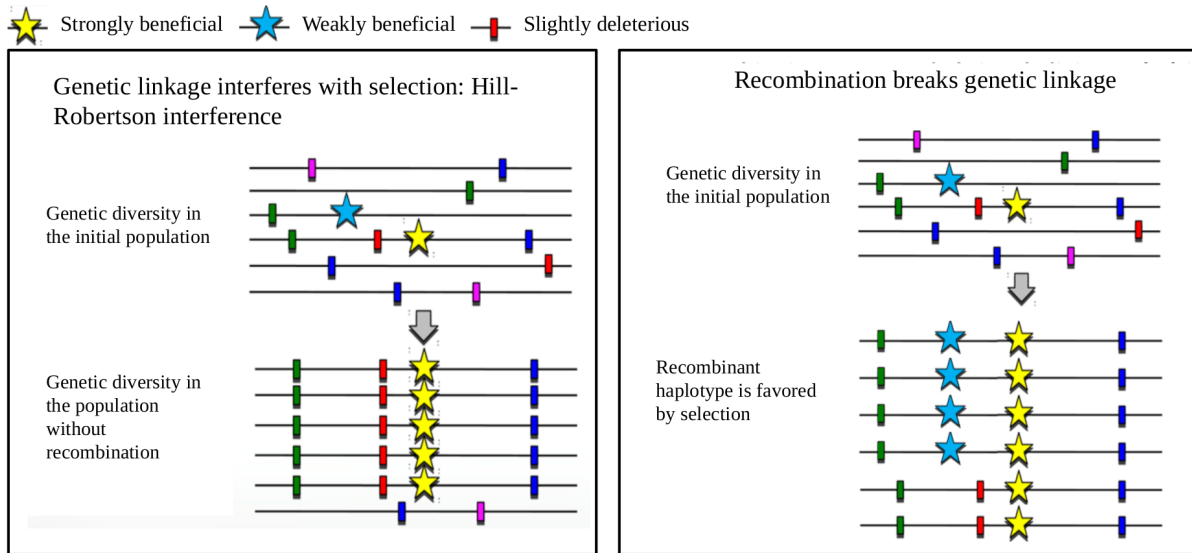 Strongly beneficial
Weakly beneficial
Slightly deleterious
Genetic linkage interferes with selection: Hill-
Robertson interference
Genetic diversity in
the initial population
Genetic diversity in
the population
without
recombination
Recombination breaks genetic linkage
Genetic diversity in
the initial population
Recombinant
haplotype is favored
by selection